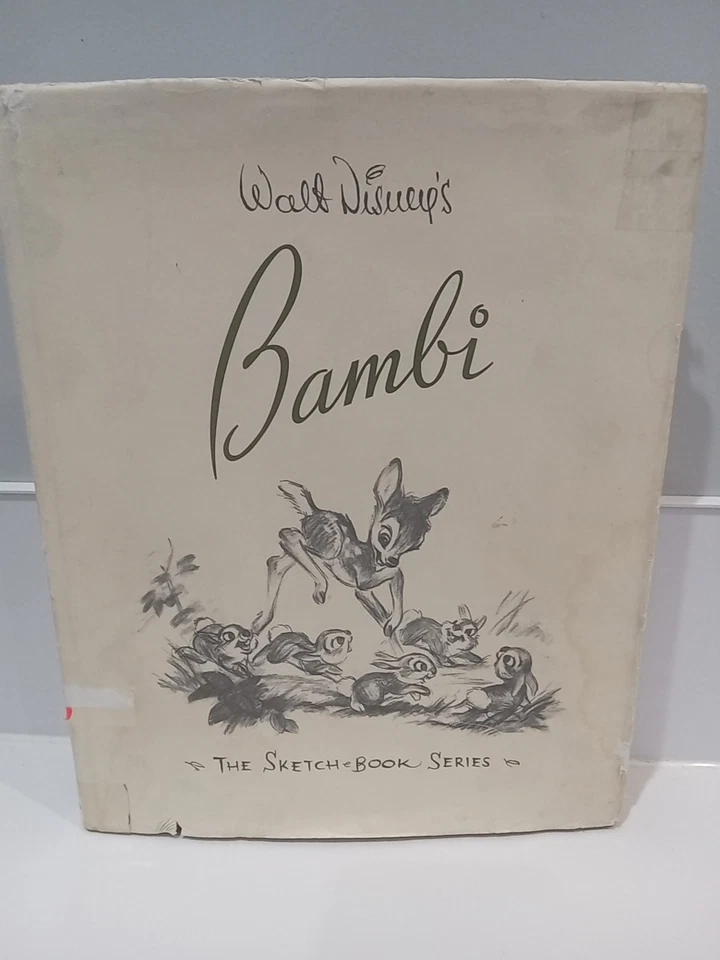 Walt Disney's
Bambi
The Sketch-Book Series